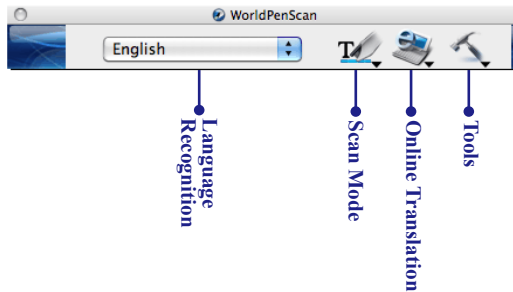 WorldPenScan
English
T
Language
Recognition
Scan Mode
Online Translation
Tools